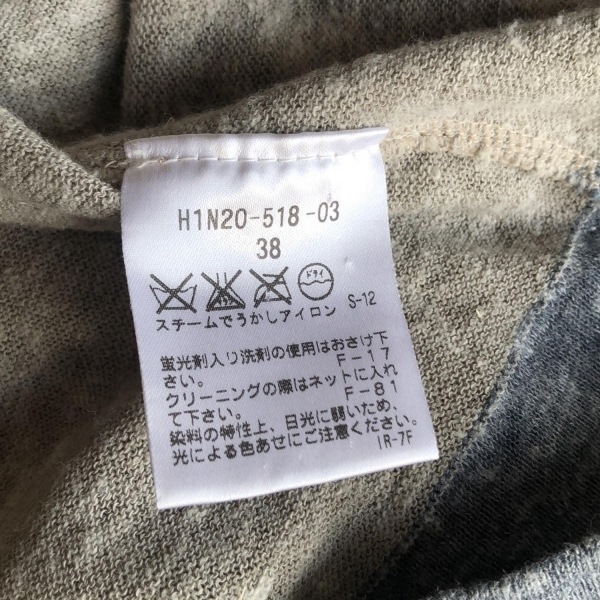 H1N20-518-03
38
ドライ
S-12
スチームでうかしアイロン
蛍光剤入り洗剤の使用はおさけ下
さい。 F-17
クリーニングの際はネットに入れ
て下さい。 F-81
染料の特性上、日光に弱いため、
光による色あせにご注意ください。
IR-7F